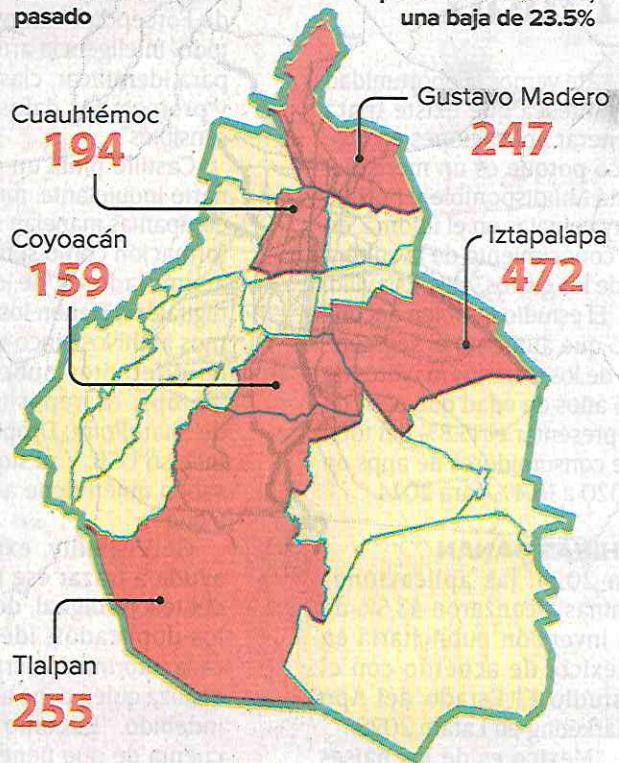 pasado
una baja de 23.5%
Cuauhtémoc
194
Gustavo Madero
247
Coyoacán
159
Iztapalapa
472
Tlalpan
255